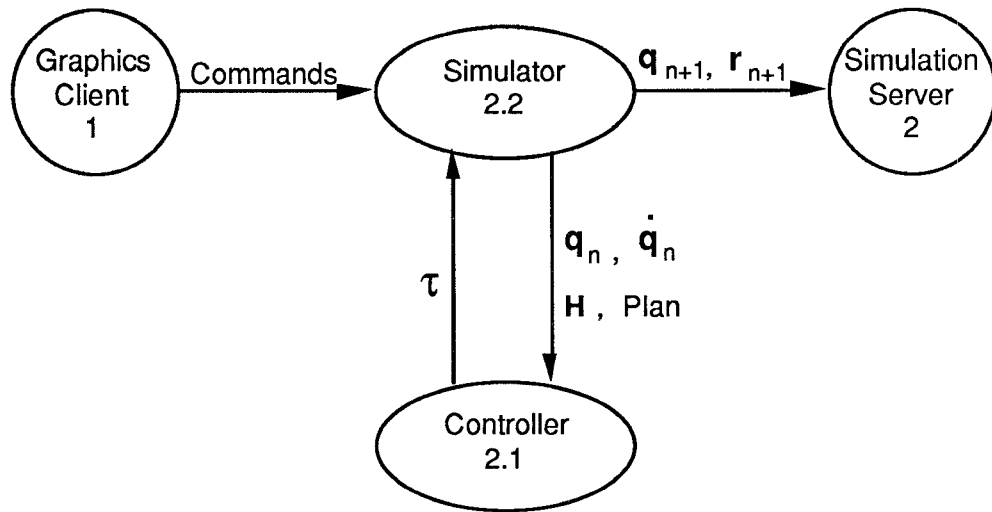 Graphics
Client
1
Commands
Simulator
2.2
q n+1, r n+1
Simulation
Server
2
τ
q̇ n , q̇ n
H , Plan
Controller
2.1